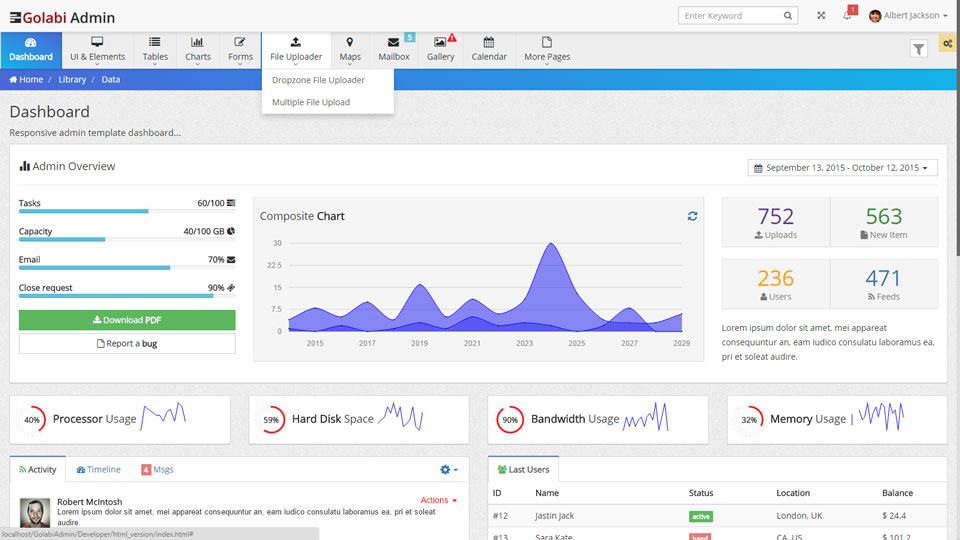 Golabi Admin
Enter Keyword
1
Albert Jackson
Dashboard
UI & Elements
Tables
Charts
Forms
File Uploader
Maps
5
Mailbox
Gallery
Calendar
More Pages
Home / Library / Data
Dropzone File Uploader
Multiple File Upload
Dashboard
Responsive admin template dashboard...
Admin Overview
September 13, 2015 - October 12, 2015
Tasks 60/100
Capacity 40/100 GB
Email 70%
Close request 90%
Download PDF
Report a bug
Composite Chart
30
22.5
15
7.5
0
2015 2017 2019 2021 2023 2025 2027 2029
752
Uploads
563
New Item
236
Users
471
Feeds
Lorem ipsum dolor sit amet, mei appareat
consequuntur an, eam iudico consulatu laboramus ea,
pri et soleat audire.
40% Processor Usage
59% Hard Disk Space
90% Bandwidth Usage
32% Memory Usage |
Activity
Timeline
4 Msgs
Robert McIntosh
Actions
Lorem ipsum dolor sit amet, mei appareat consequuntur an, eam iudico consulatu laboramus ea, pri et soleat
audire.
Last Users
ID Name Status Location Balance
#12 Jastin Jack active London, UK $ 24.4
#13 Sara Kate CA, US $ 101.2
localhost/GolabiAdmin/Developer/html_version/index.html#